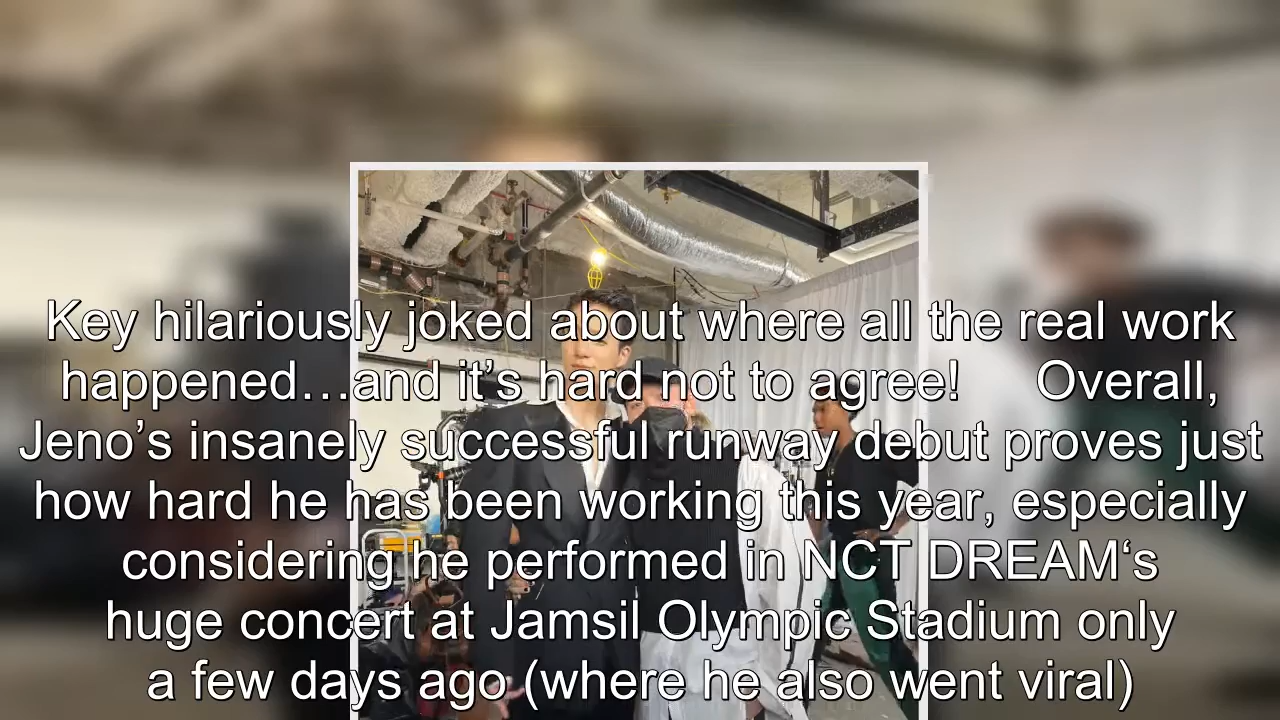 Key hilariously joked about where all the real work
happened…and it’s hard not to agree! Overall,
Jeno’s insanely successful runway debut proves just
how hard he has been working this year, especially
considering he performed in NCT DREAM‘s
huge concert at Jamsil Olympic Stadium only
a few days ago (where he also went viral)